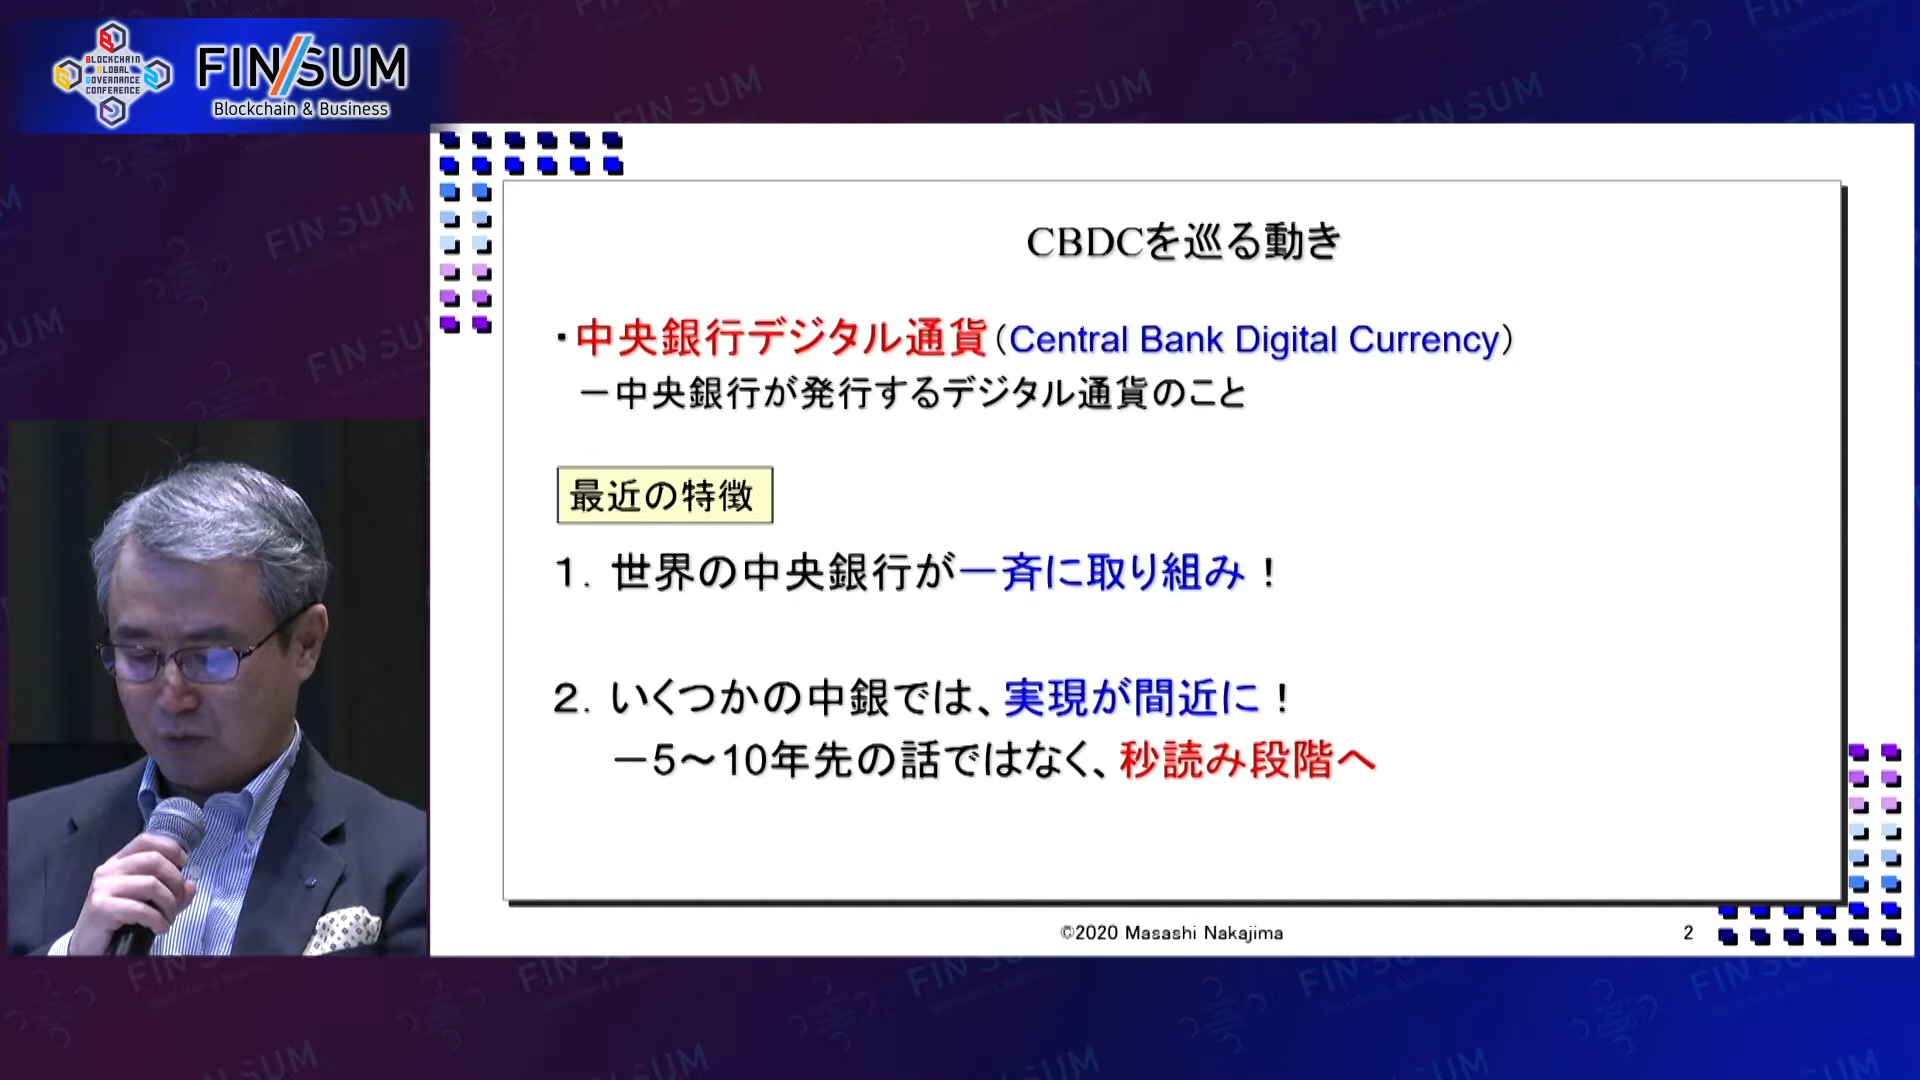 BLOCKCHAIN
GLOBAL
GOVERNANCE
CONFERENCE
FIN/SUM
Blockchain & Business
CBDCを巡る動き
・中央銀行デジタル通貨（Central Bank Digital Currency）
－中央銀行が発行するデジタル通貨のこと
最近の特徴
１．世界の中央銀行が一斉に取り組み！
２．いくつかの中銀では、実現が間近に！
－5～10年先の話ではなく、秒読み段階へ
©2020 Masashi Nakajima
2